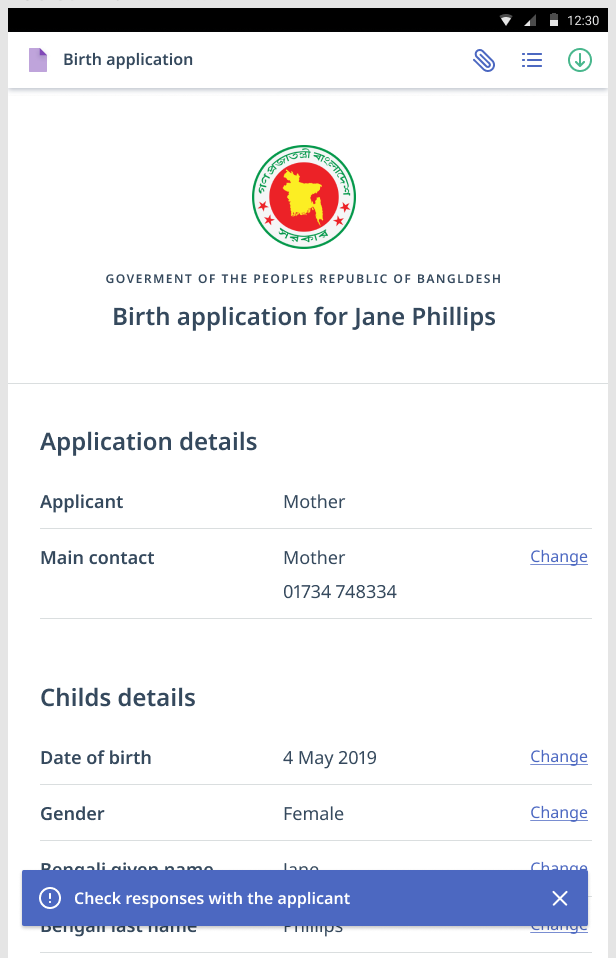 12:30
Birth application
গণপ্রজাতন্ত্রী বাংলাদেশ
সরকার
GOVERMENT OF THE PEOPLES REPUBLIC OF BANGLDESH
Birth application for Jane Phillips
Application details
Applicant Mother
Main contact Mother Change
01734 748334
Childs details
Date of birth 4 May 2019 Change
Gender Female Change
Bengali given name Jane Change
Check responses with the applicant
Bengali last name Phillips Change